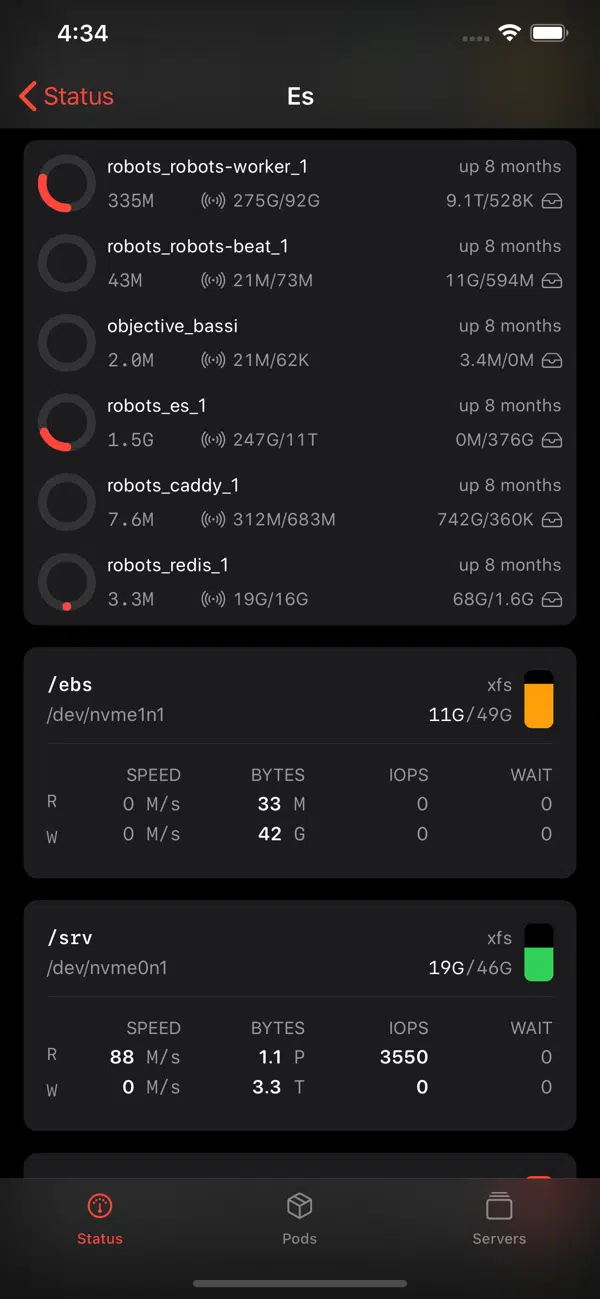 4:34
Status
Es
robots_robots-worker_1 up 8 months
335M 275G/92G 9.1T/528K
robots_robots-beat_1 up 8 months
43M 21M/73M 11G/594M
objective_bassi up 8 months
2.0M 21M/62K 3.4M/0M
robots_es_1 up 8 months
1.5G 247G/11T 0M/376G
robots_caddy_1 up 8 months
7.6M 312M/683M 742G/360K
robots_redis_1 up 8 months
3.3M 19G/16G 68G/1.6G
/ebs xfs
/dev/nvme1n1 11G/49G
SPEED BYTES IOPS WAIT
R 0 M/s 33 M 0 0
W 0 M/s 42 G 0 0
/srv xfs
/dev/nvme0n1 19G/46G
SPEED BYTES IOPS WAIT
R 88 M/s 1.1 P 3550 0
W 0 M/s 3.3 T 0 0
Status Pods Servers